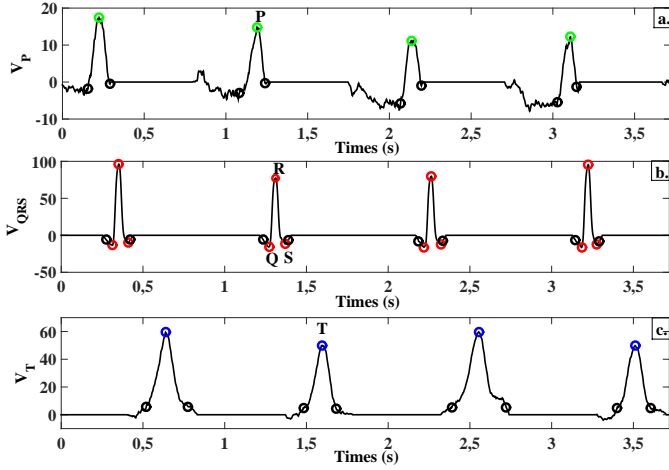 20
10
0
-10
V_P
P
a.
0 0,5 1 1,5 2 2,5 3 3,5
Times (s)
100
50
0
-50
V_QRS
R
Q S
b.
0 0,5 1 1,5 2 2,5 3 3,5
Times (s)
60
40
20
0
V_T
T
c.
0 0,5 1 1,5 2 2,5 3 3,5
Times (s)